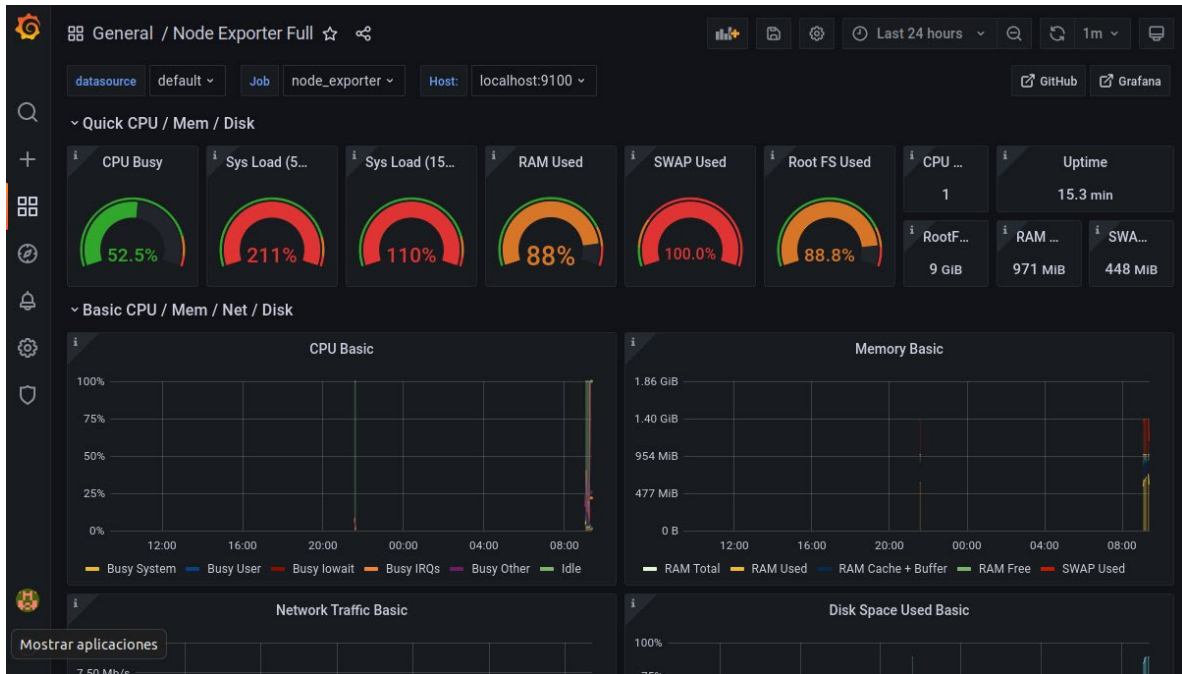 General / Node Exporter Full
Last 24 hours
1m
datasource default Job node_exporter Host: localhost:9100
GitHub Grafana
Quick CPU / Mem / Disk
CPU Busy
52.5%
Sys Load (5...
211%
Sys Load (15...
110%
RAM Used
88%
SWAP Used
100.0%
Root FS Used
88.8%
CPU ...
1
Uptime
15.3 min
RootF...
9 GiB
RAM ...
971 MiB
SWA...
448 MiB
Basic CPU / Mem / Net / Disk
CPU Basic
100%
75%
50%
25%
0%
12:00 16:00 20:00 00:00 04:00 08:00
Busy System Busy User Busy Iowait Busy IRQs Busy Other Idle
Memory Basic
1.86 GiB
1.40 GiB
954 MiB
477 MiB
0 B
12:00 16:00 20:00 00:00 04:00 08:00
RAM Total RAM Used RAM Cache + Buffer RAM Free SWAP Used
Network Traffic Basic
7.50 Mb/s
Disk Space Used Basic
100%
75%
Mostrar aplicaciones